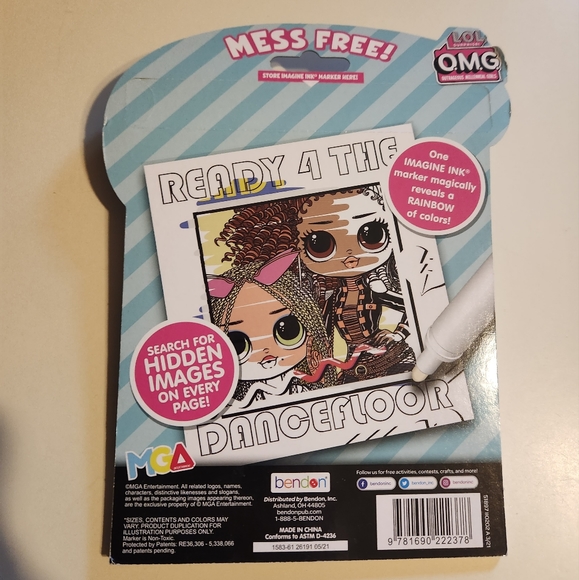 MESS FREE!
STORE IMAGINE INK® MARKER HERE!
LOL
SURPRISE!
O.M.G
OUTRAGEOUS MILLENNIAL GIRLS
READY 4 THE
One
IMAGINE INK®
marker magically
reveals a
RAINBOW
of colors!
SEARCH FOR
HIDDEN
IMAGES
ON EVERY
PAGE!
DANCEFLOOR
MGA
©MGA Entertainment. All related logos, names,
characters, distinctive likenesses and slogans,
as well as the packaging images appearing thereon,
are the exclusive property of © MGA Entertainment.
*SIZES, CONTENTS AND COLORS MAY
VARY. PRODUCT DUPLICATION FOR
ILLUSTRATION PURPOSES ONLY.
Marker is Non-Toxic.
Protected by Patents: RE36,306 - 5,338,066
and patents pending.
bendon®
Distributed by Bendon, Inc.
Ashland, OH 44805
bendonpub.com
1-888-5-BENDON
MADE IN CHINA
Conforms to ASTM D-4236
1583-61 26191 05/21
Follow us for free activities, contests, crafts, and more!
bendoninc
bendon_inc
bendoninc
9 781690 222378